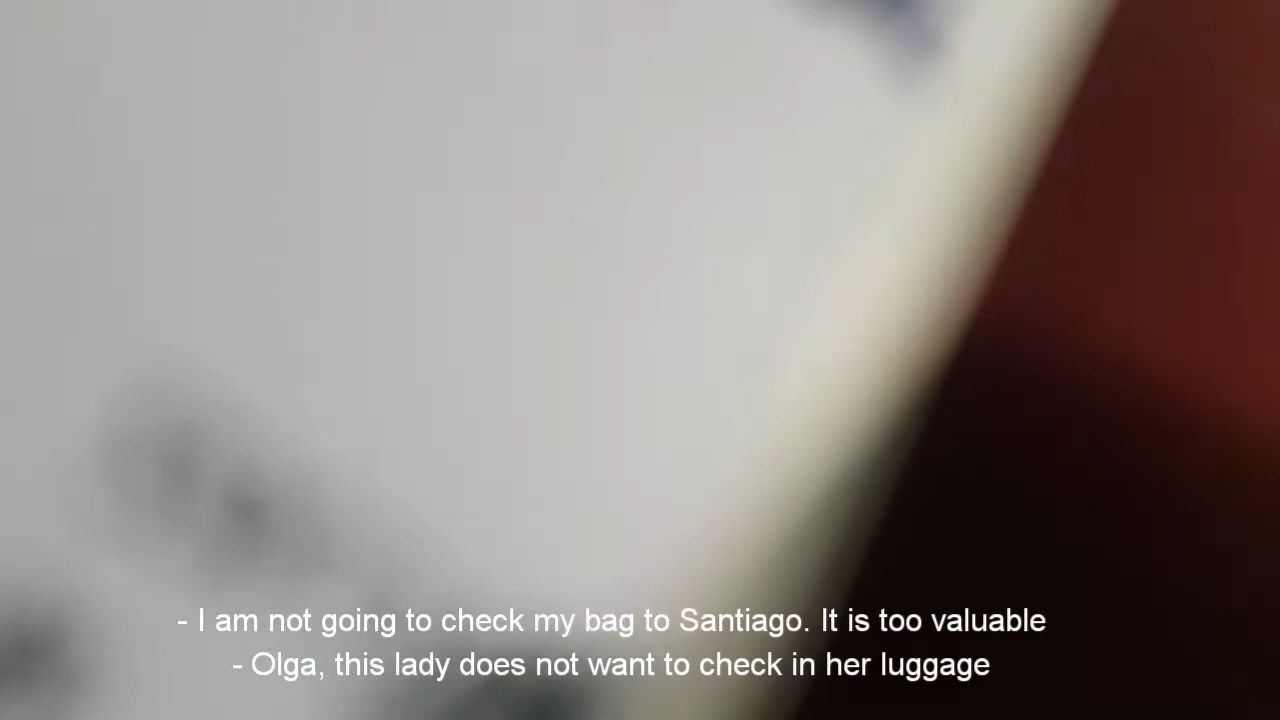 - I am not going to check my bag to Santiago. It is too valuable
- Olga, this lady does not want to check in her luggage